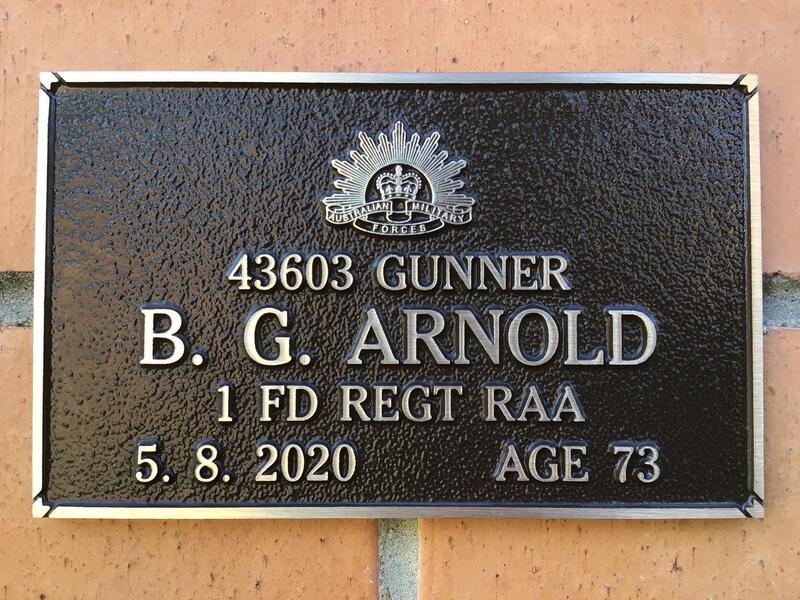 AUSTRALIAN MILITARY
FORCES
43603 GUNNER
B. G. ARNOLD
1 FD REGT RAA
5. 8. 2020 AGE 73